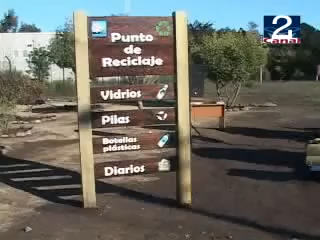 2
Canal
Punto
de
Reciclaje
Vidrios
Pilas
Botellas
plásticas
Diarios